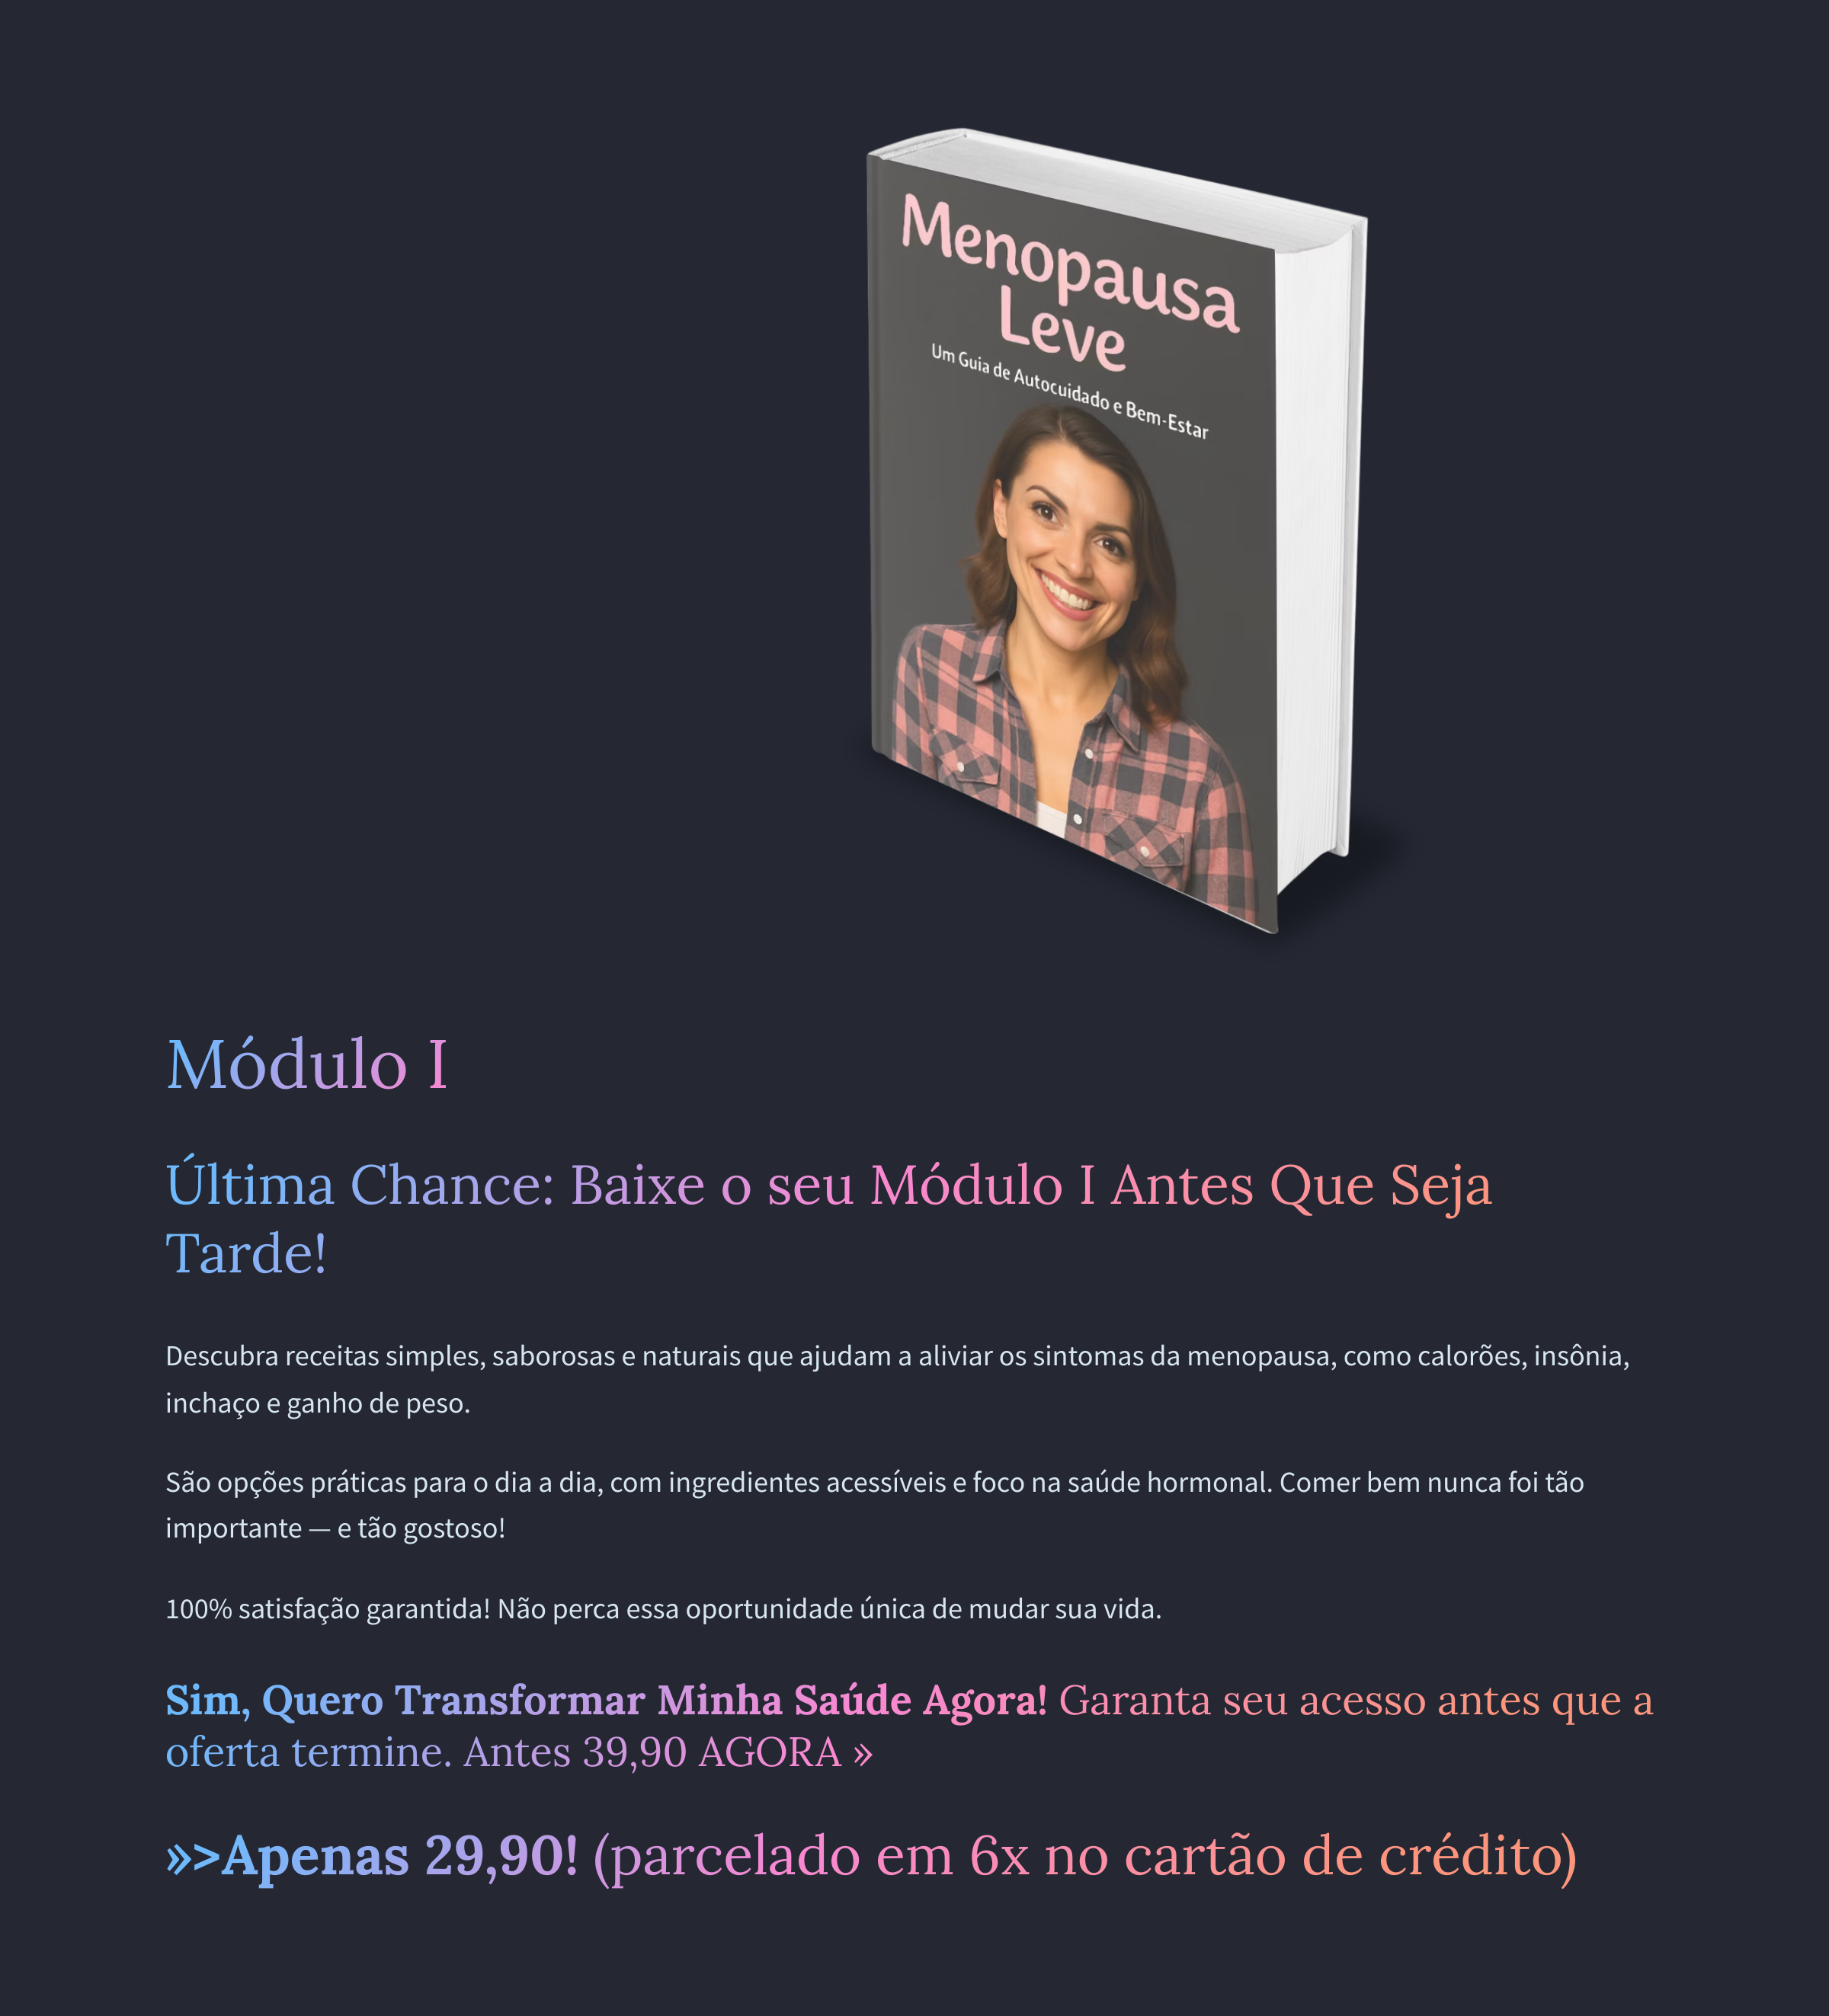 Menopausa
Leve
Um Guia de Autocuidado e Bem-Estar
Módulo I
Última Chance: Baixe o seu Módulo I Antes Que Seja
Tarde!
Descubra receitas simples, saborosas e naturais que ajudam a aliviar os sintomas da menopausa, como calorões, insônia,
inchaço e ganho de peso.
São opções práticas para o dia a dia, com ingredientes acessíveis e foco na saúde hormonal. Comer bem nunca foi tão
importante — e tão gostoso!
100% satisfação garantida! Não perca essa oportunidade única de mudar sua vida.
Sim, Quero Transformar Minha Saúde Agora! Garanta seu acesso antes que a
oferta termine. Antes 39,90 AGORA »
»>Apenas 29,90! (parcelado em 6x no cartão de crédito)